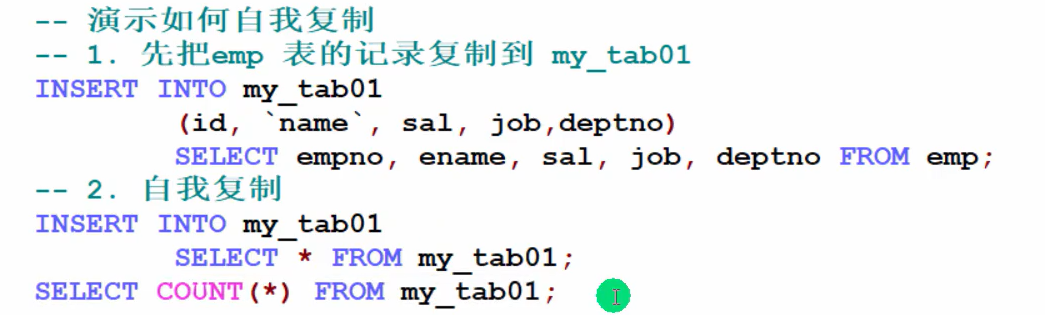 -- 演示如何自我复制
-- 1. 先把emp 表的记录复制到 my_tab01
INSERT INTO my_tab01
(id, `name`, sal, job,deptno)
SELECT empno, ename, sal, job, deptno FROM emp;
-- 2. 自我复制
INSERT INTO my_tab01
SELECT * FROM my_tab01;
SELECT COUNT(*) FROM my_tab01;